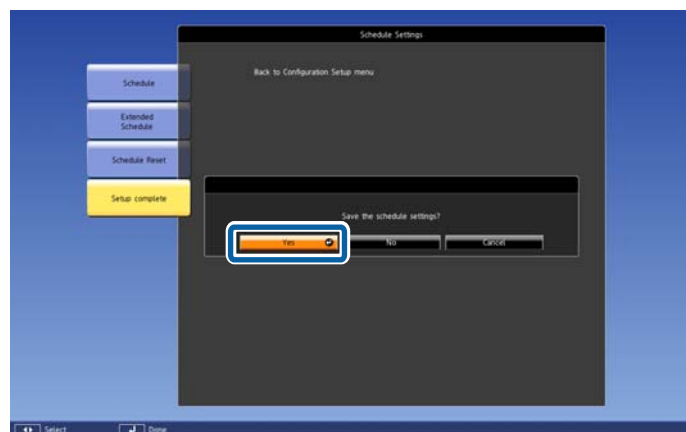 Schedule Settings
Back to Configuration Setup menu
Schedule
Extended
Schedule
Schedule Reset
Setup complete
Save the schedule settings?
Yes
No
Cancel
Select
Done